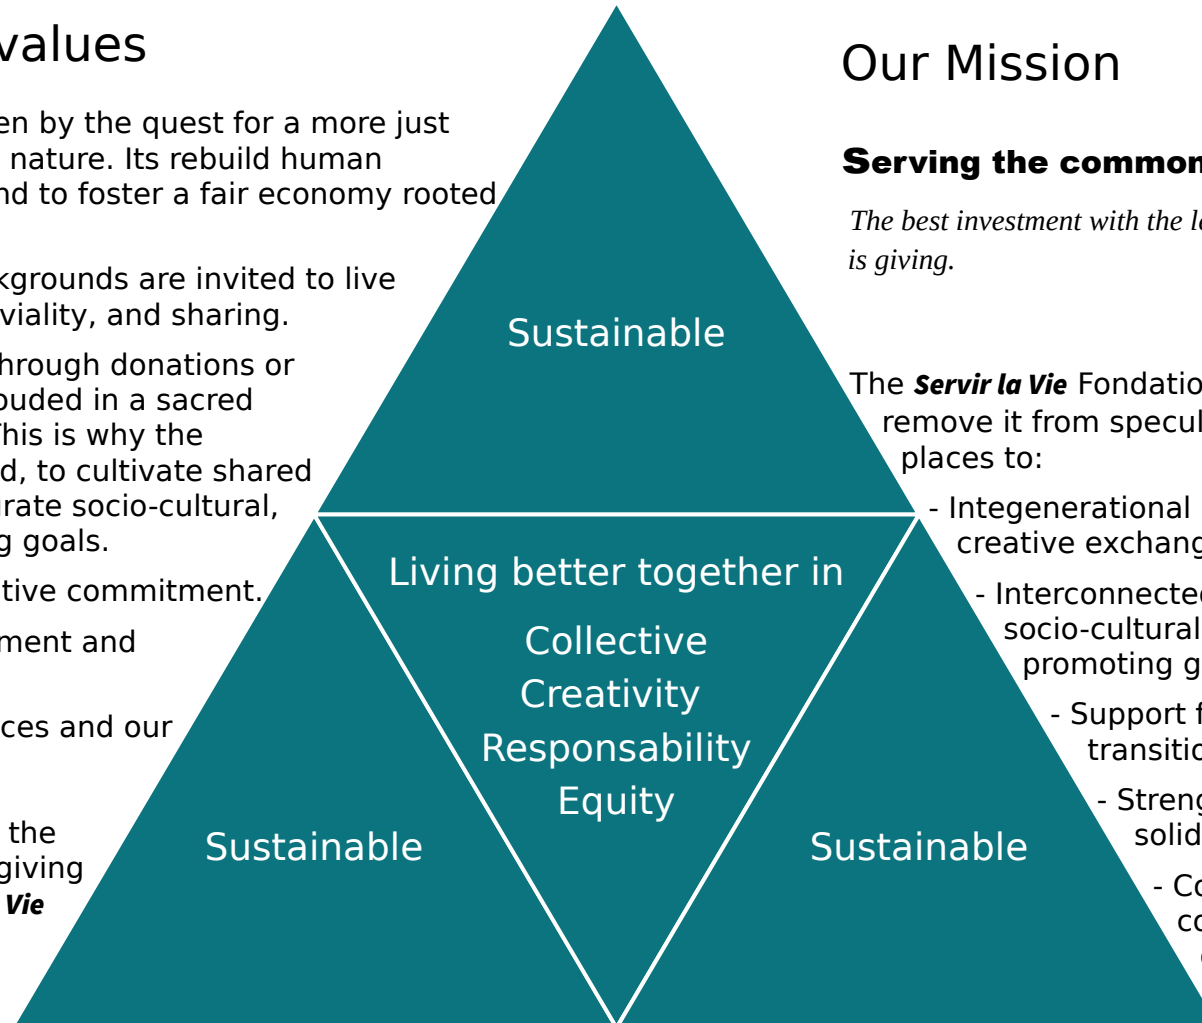 values
en by the quest for a more just
nature. Its rebuild human
nd to foster a fair economy rooted
kgrounds are invited to live
viality, and sharing.
hrough donations or
ouded in a sacred
This is why the
d, to cultivate shared
rate socio-cultural,
g goals.
tive commitment.
ment and
ces and our
the
giving
Vie
Sustainable
Living better together in
Collective
Creativity
Responsability
Equity
Sustainable
Sustainable
Our Mission
Serving the common
The best investment with the le
is giving.
The Servir la Vie Fondatio
remove it from specul
places to:
- Integenerational
creative exchang
- Interconnected
socio-cultural
promoting g
- Support f
transitio
- Streng
solid
- Co
co